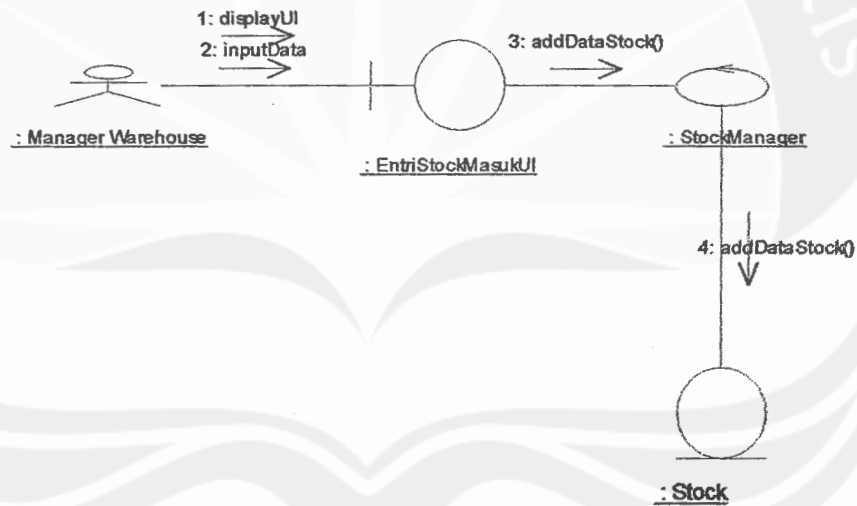 1: displayUI
2: inputData
3: addDataStock()
: Manager Warehouse
: EntriStockMasukUI
: StockManager
4: addDataStock()
: Stock